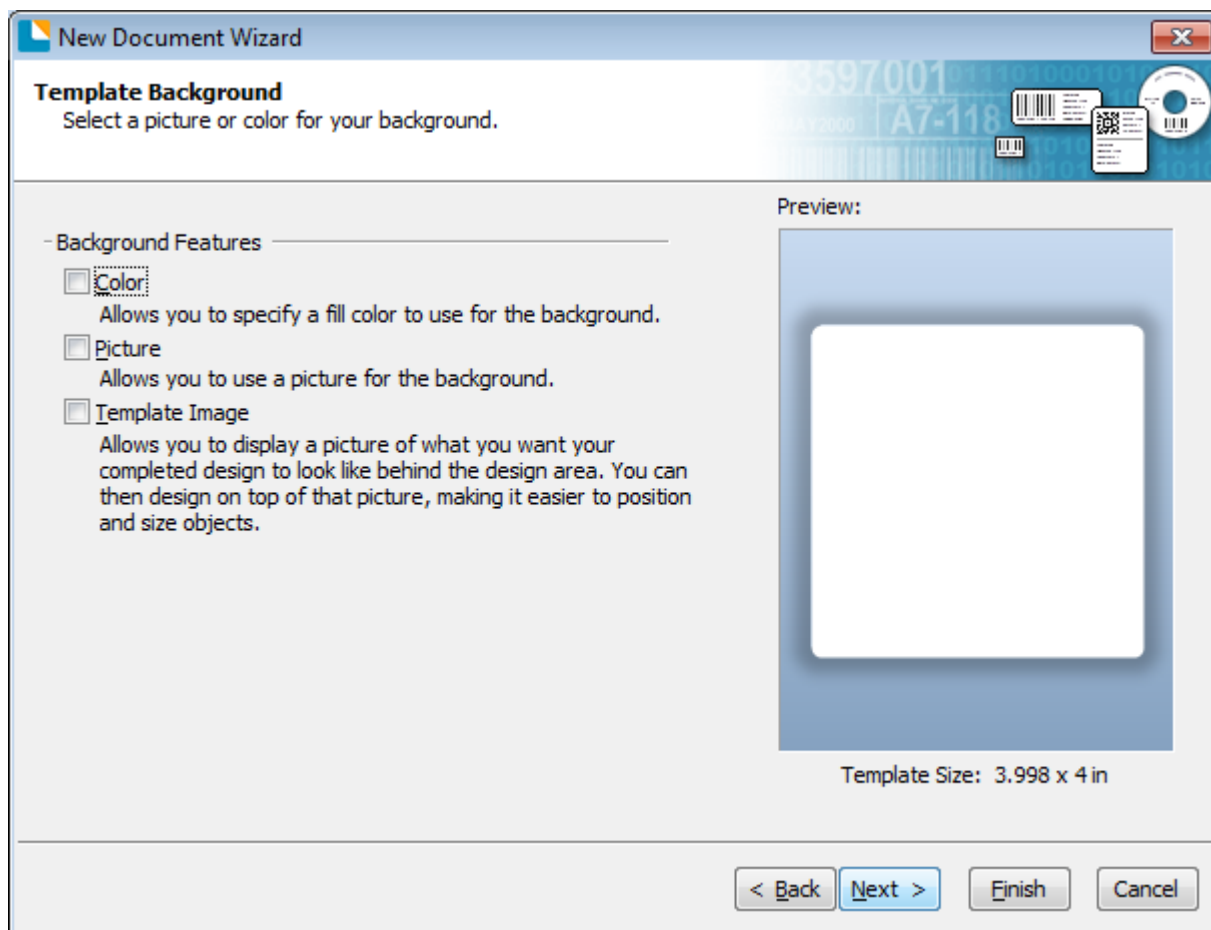 New Document Wizard
Template Background
Select a picture or color for your background.
43597001
MAY2000
A7-118
Preview:
Background Features
Color
Allows you to specify a fill color to use for the background.
Picture
Allows you to use a picture for the background.
Template Image
Allows you to display a picture of what you want your
completed design to look like behind the design area. You can
then design on top of that picture, making it easier to position
and size objects.
Template Size: 3.998 x 4 in
< Back
Next >
Finish
Cancel